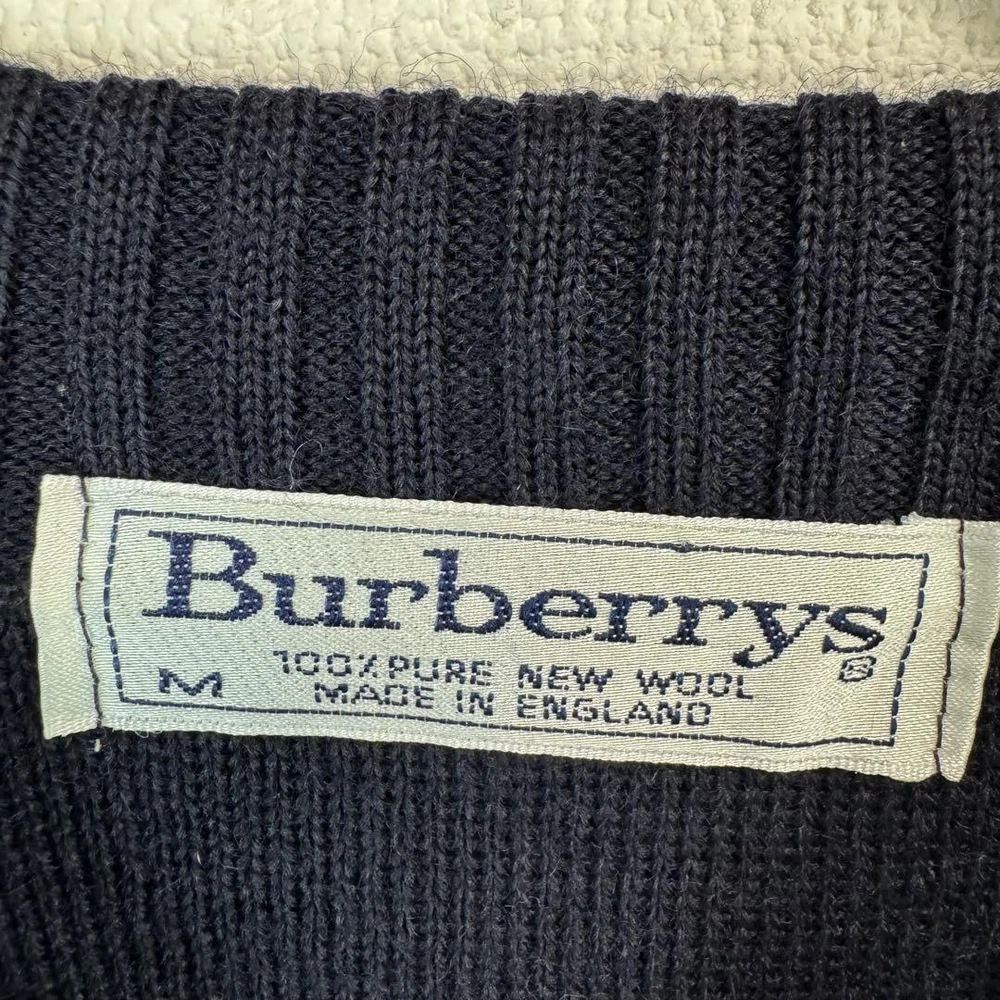 Burberrys®
M 100% PURE NEW WOOL
MADE IN ENGLAND